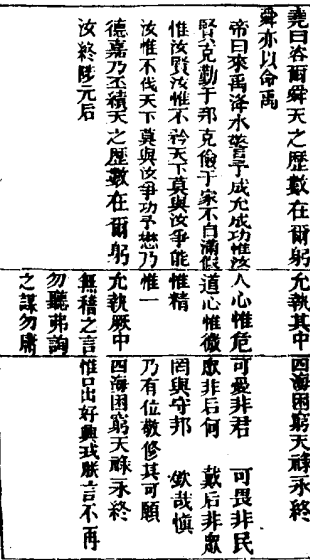 堯曰咨爾舜天之歷數在爾躬
舜亦以命禹
帝曰來禹洚水警予成允成功惟汝
賢克勤于邦克儉于家不自滿假
惟汝賢汝惟不矜天下莫與汝爭能
汝惟不伐天下莫與汝爭功予懋乃
德嘉乃丕績天之歷數在爾躬
汝終陟元后
允執其中
人心惟危
道心惟微
惟精
惟一
允執厥中
無稽之言
勿聽弗詢
之謀勿庸
四海困窮天祿永終
可愛非君 可畏非民
衆非后何 戴后非衆
罔與守邦 欽哉慎
乃有位敬修其可願
四海困窮天祿永終
惟口出好興戎朕言不再